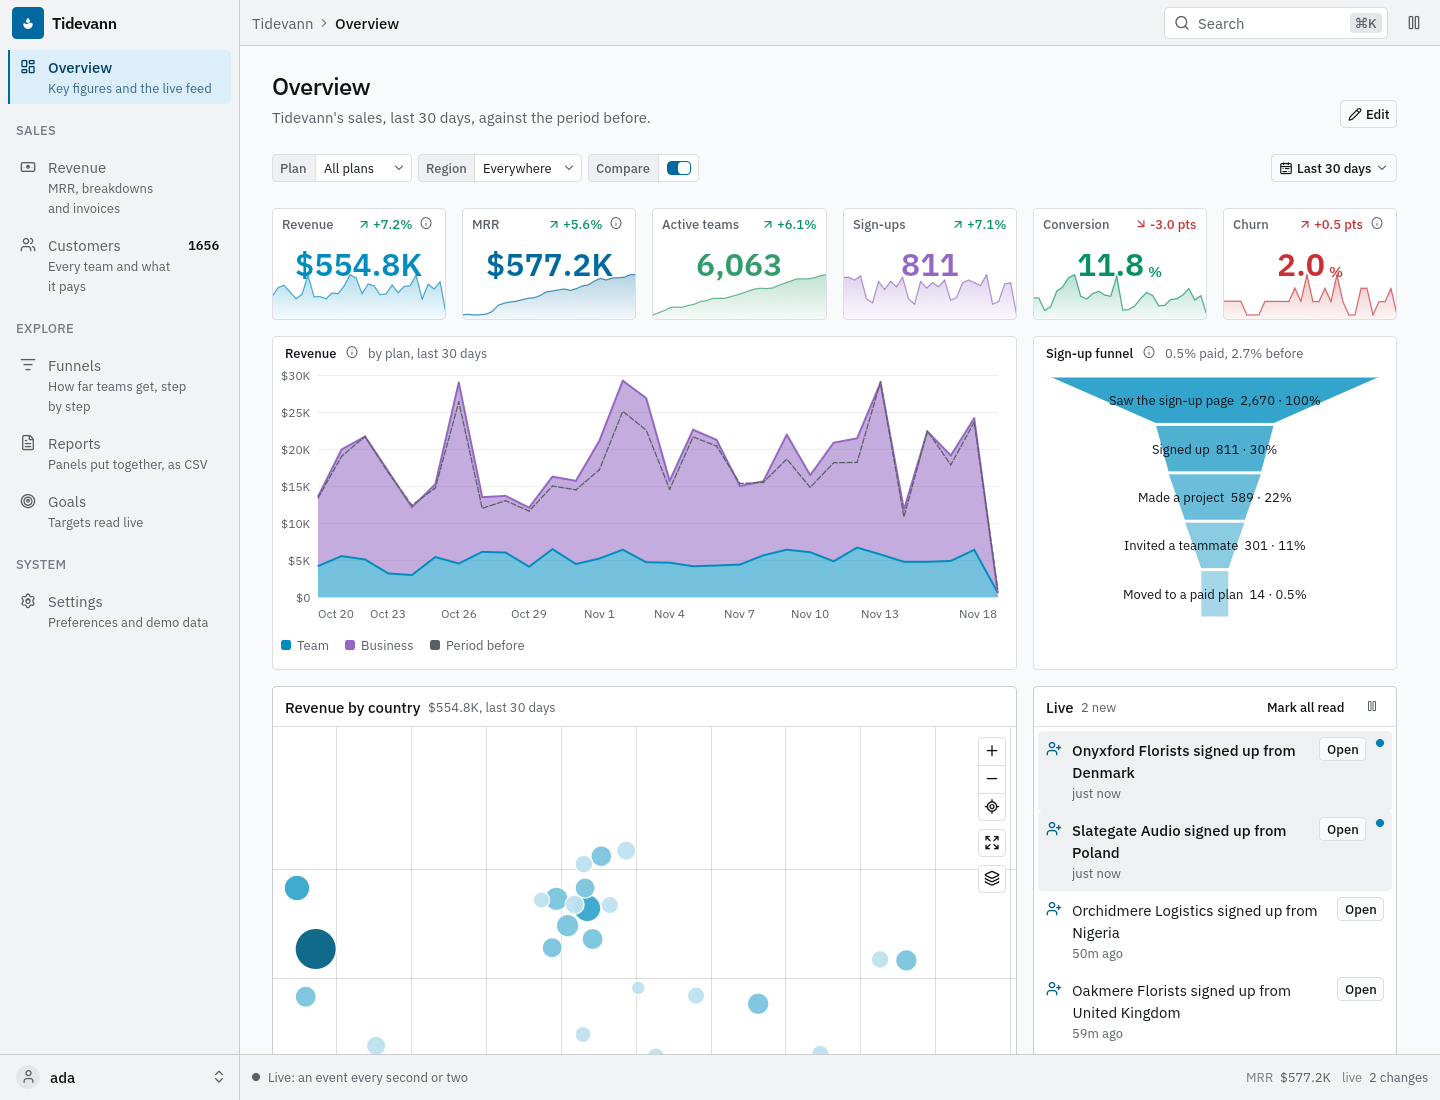 Tidevann
Overview
Key figures and the live feed
SALES
Revenue
MRR, breakdowns
and invoices
Customers 1656
Every team and what
it pays
EXPLORE
Funnels
How far teams get, step
by step
Reports
Panels put together, as CSV
Goals
Targets read live
SYSTEM
Settings
Preferences and demo data
ada
Tidevann > Overview
Search ⌘K
Overview
Tidevann's sales, last 30 days, against the period before.
Edit
Plan All plans Region Everywhere Compare
Last 30 days
Revenue +7.2%
$554.8K
MRR +5.6%
$577.2K
Active teams +6.1%
6,063
Sign-ups +7.1%
811
Conversion -3.0 pts
11.8 %
Churn +0.5 pts
2.0 %
Revenue by plan, last 30 days
$30K
$25K
$20K
$15K
$10K
$5K
$0
Oct 20 Oct 23 Oct 26 Oct 29 Nov 1 Nov 4 Nov 7 Nov 10 Nov 13 Nov 18
Team Business Period before
Sign-up funnel 0.5% paid, 2.7% before
Saw the sign-up page 2,670 · 100%
Signed up 811 · 30%
Made a project 589 · 22%
Invited a teammate 301 · 11%
Moved to a paid plan 14 · 0.5%
Revenue by country $554.8K, last 30 days
Live 2 new Mark all read
Onyxford Florists signed up from
Denmark
just now
Open
Slategate Audio signed up from
Poland
just now
Open
Orchidmere Logistics signed up from
Nigeria
50m ago
Open
Oakmere Florists signed up from
United Kingdom
59m ago
Open
Live: an event every second or two
MRR $577.2K live 2 changes